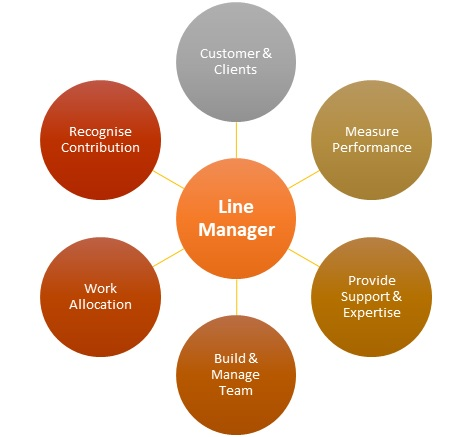 Customer &
Clients
Recognise
Contribution
Measure
Performance
Line
Manager
Work
Allocation
Provide
Support &
Expertise
Build &
Manage
Team